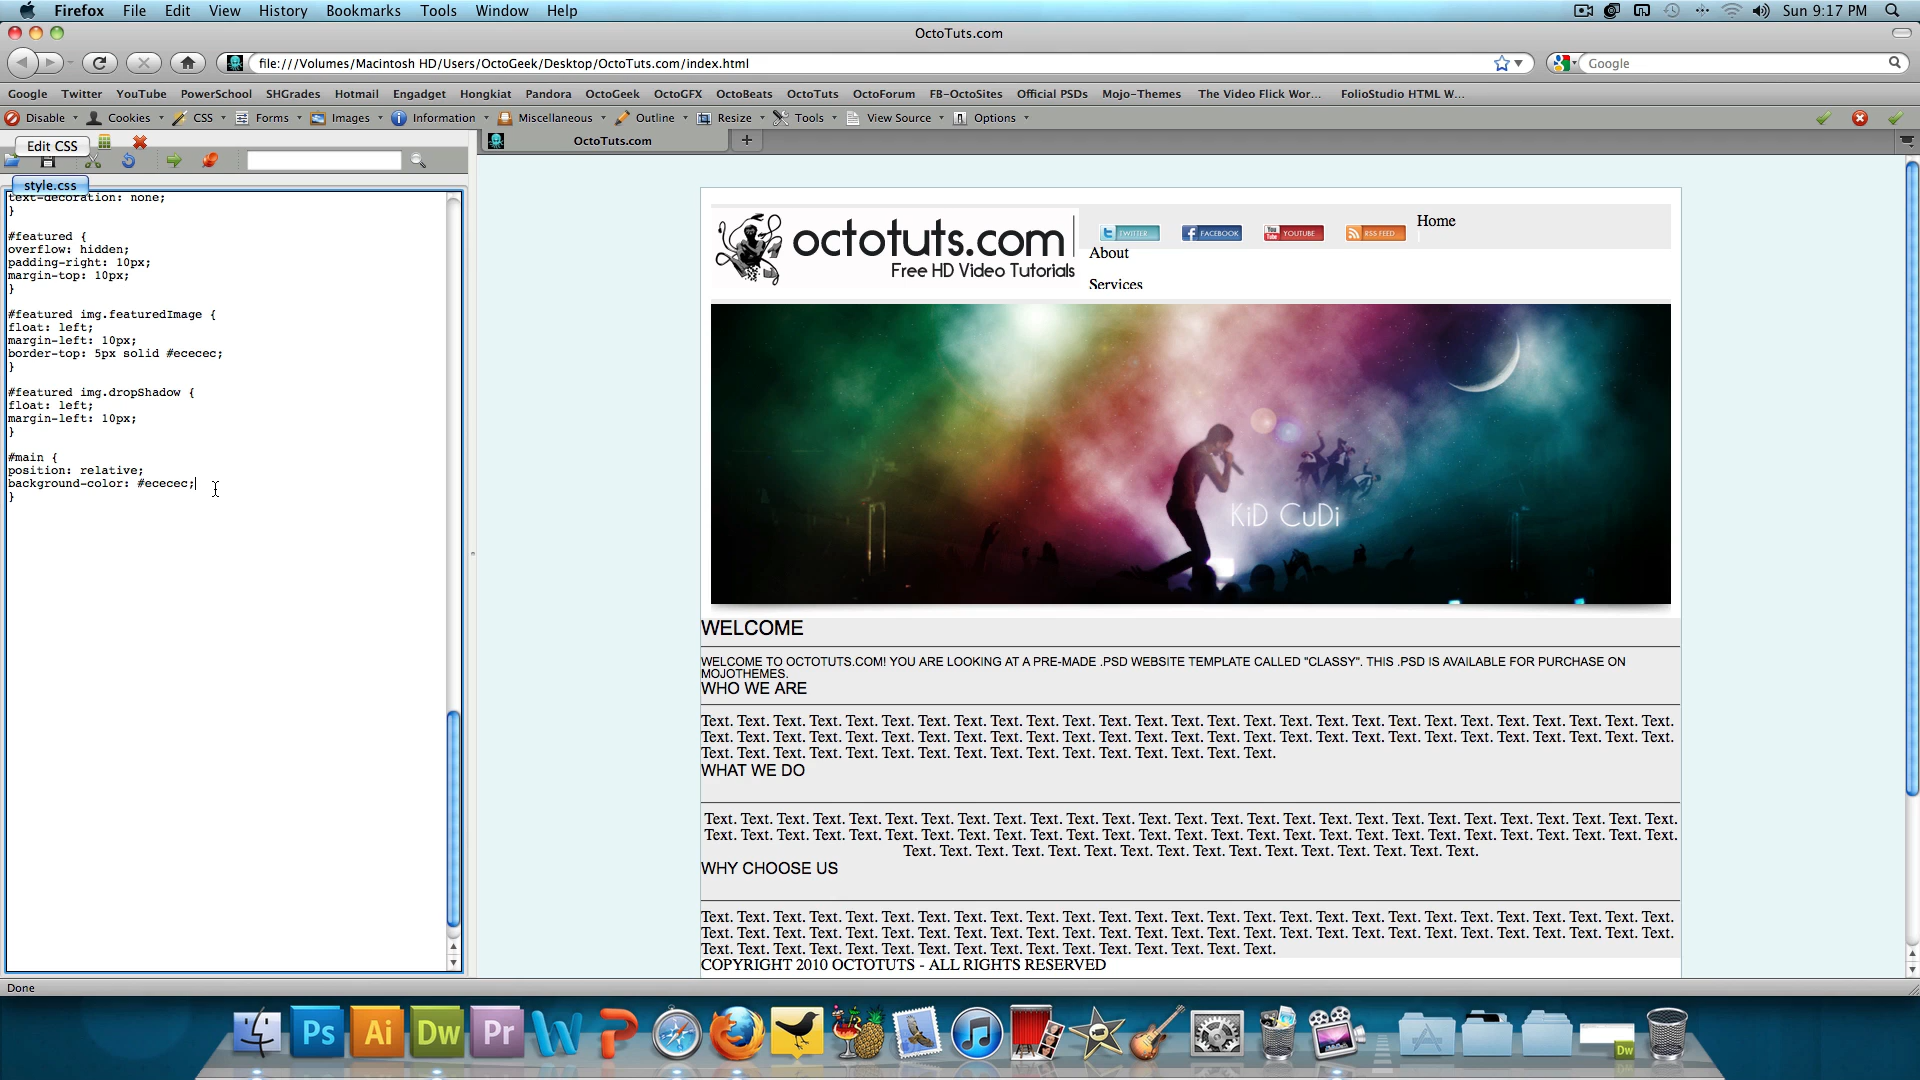 Firefox File Edit View History Bookmarks Tools Window Help Sun 9:17 PM
OctoTuts.com
file:///Volumes/Macintosh HD/Users/OctoGeek/Desktop/OctoTuts.com/index.html Google
Google Twitter YouTube PowerSchool SHGrades Hotmail Engadget Hongkiat Pandora OctoGeek OctoGFX OctoBeats OctoTuts OctoForum FB-OctoSites Official PSDs Mojo-Themes The Video Flick Wor... FolioStudio HTML W...
Disable Cookies CSS Forms Images Information Miscellaneous Outline Resize Tools View Source Options
Edit CSS
OctoTuts.com
style.css
text-decoration: none;
}
#featured {
overflow: hidden;
padding-right: 10px;
margin-top: 10px;
}
#featured img.featuredImage {
float: left;
margin-left: 10px;
border-top: 5px solid #ececec;
}
#featured img.dropShadow {
float: left;
margin-left: 10px;
}
#main {
position: relative;
background-color: #ececec;
}
octotuts.com
Free HD Video Tutorials
TWITTER FACEBOOK YOUTUBE RSS FEED Home
About
Services
KiD CuDi
WELCOME
WELCOME TO OCTOTUTS.COM! YOU ARE LOOKING AT A PRE-MADE .PSD WEBSITE TEMPLATE CALLED "CLASSY". THIS .PSD IS AVAILABLE FOR PURCHASE ON
MOJOTHEMES.
WHO WE ARE
Text. Text. Text. Text. Text. Text. Text. Text. Text. Text. Text. Text. Text. Text. Text. Text. Text. Text. Text. Text. Text. Text. Text. Text. Text. Text. Text.
Text. Text. Text. Text. Text. Text. Text. Text. Text. Text. Text. Text. Text. Text. Text. Text. Text. Text. Text. Text. Text. Text. Text. Text. Text. Text. Text.
Text. Text. Text. Text. Text. Text. Text. Text. Text. Text. Text. Text. Text. Text. Text. Text.
WHAT WE DO
Text. Text. Text. Text. Text. Text. Text. Text. Text. Text. Text. Text. Text. Text. Text. Text. Text. Text. Text. Text. Text. Text. Text. Text. Text. Text. Text.
Text. Text. Text. Text. Text. Text. Text. Text. Text. Text. Text. Text. Text. Text. Text. Text. Text. Text. Text. Text. Text. Text. Text. Text. Text. Text. Text.
Text. Text. Text. Text. Text. Text. Text. Text. Text. Text. Text. Text. Text. Text. Text. Text.
WHY CHOOSE US
Text. Text. Text. Text. Text. Text. Text. Text. Text. Text. Text. Text. Text. Text. Text. Text. Text. Text. Text. Text. Text. Text. Text. Text. Text. Text. Text.
Text. Text. Text. Text. Text. Text. Text. Text. Text. Text. Text. Text. Text. Text. Text. Text. Text. Text. Text. Text. Text. Text. Text. Text. Text. Text. Text.
Text. Text. Text. Text. Text. Text. Text. Text. Text. Text. Text. Text. Text. Text. Text. Text.
COPYRIGHT 2010 OCTOTUTS - ALL RIGHTS RESERVED
Done
Ps Ai Dw Pr Dw